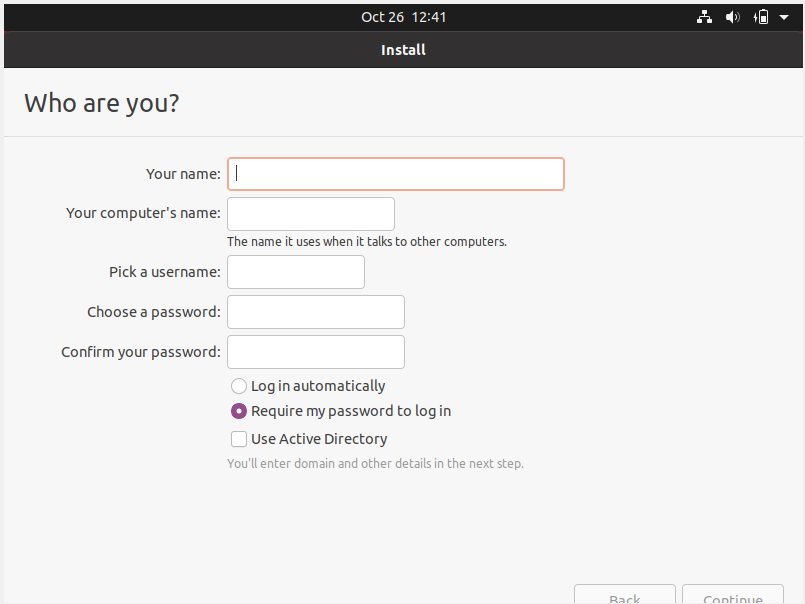 Oct 26 12:41
Install
Who are you?
Your name:
Your computer's name:
The name it uses when it talks to other computers.
Pick a username:
Choose a password:
Confirm your password:
Log in automatically
Require my password to log in
Use Active Directory
You'll enter domain and other details in the next step.
Back Continue